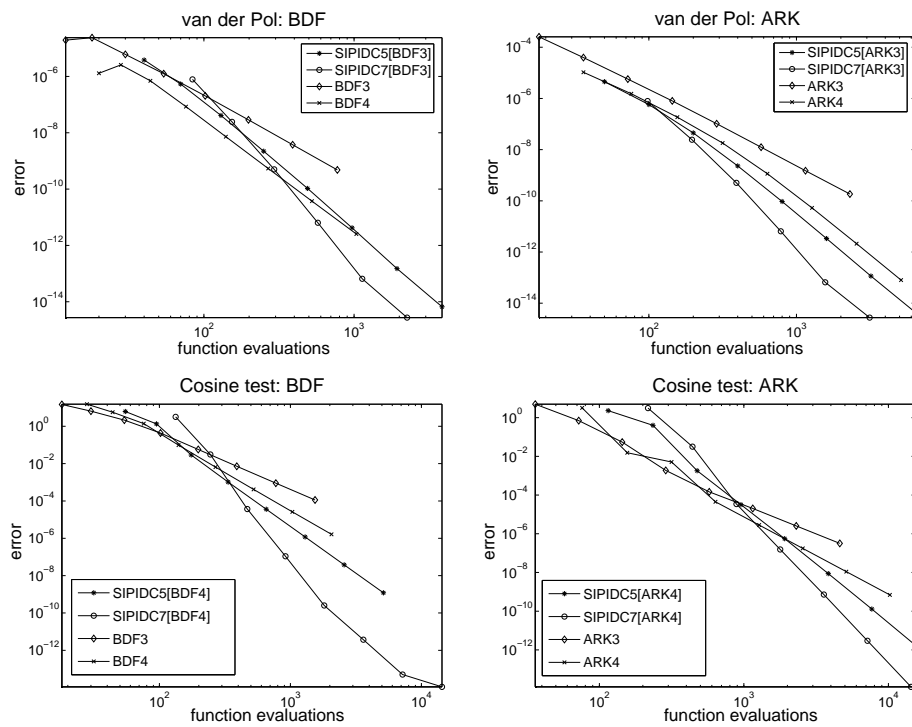 van der Pol: BDF
SIPIDC5[BDF3]
SIPIDC7[BDF3]
BDF3
BDF4
10^−6
10^−8
10^−10
10^−12
10^−14
error
10^2
10^3
function evaluations
van der Pol: ARK
SIPIDC5[ARK3]
SIPIDC7[ARK3]
ARK3
ARK4
10^−4
10^−6
10^−8
10^−10
10^−12
10^−14
error
10^2
10^3
function evaluations
Cosine test: BDF
SIPIDC5[BDF4]
SIPIDC7[BDF4]
BDF3
BDF4
10^0
10^−2
10^−4
10^−6
10^−8
10^−10
10^−12
error
10^2
10^3
10^4
function evaluations
Cosine test: ARK
SIPIDC5[ARK4]
SIPIDC7[ARK4]
ARK3
ARK4
10^0
10^−2
10^−4
10^−6
10^−8
10^−10
10^−12
error
10^2
10^3
10^4
function evaluations